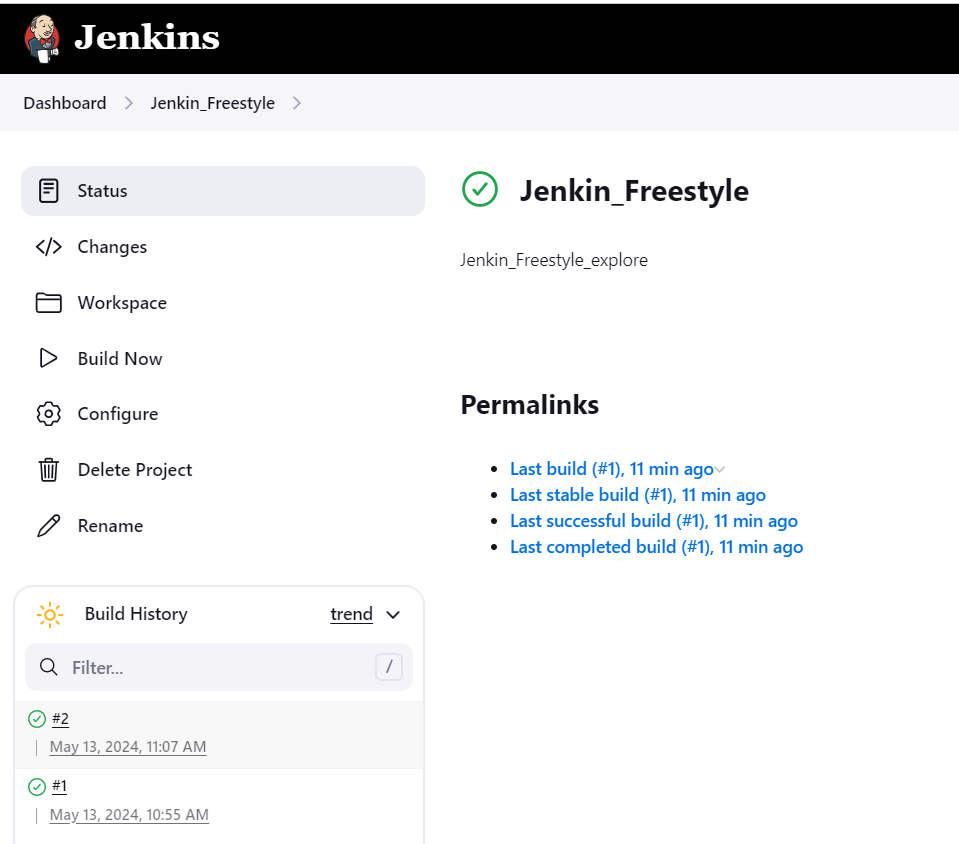 Jenkins
Dashboard
Jenkin_Freestyle
Status
Changes
Workspace
Build Now
Configure
Delete Project
Rename
Build History
trend
Filter...
/
#2
May 13, 2024, 11:07 AM
#1
May 13, 2024, 10:55 AM
Jenkin_Freestyle
Jenkin_Freestyle_explore
Permalinks
Last build (#1), 11 min ago
Last stable build (#1), 11 min ago
Last successful build (#1), 11 min ago
Last completed build (#1), 11 min ago